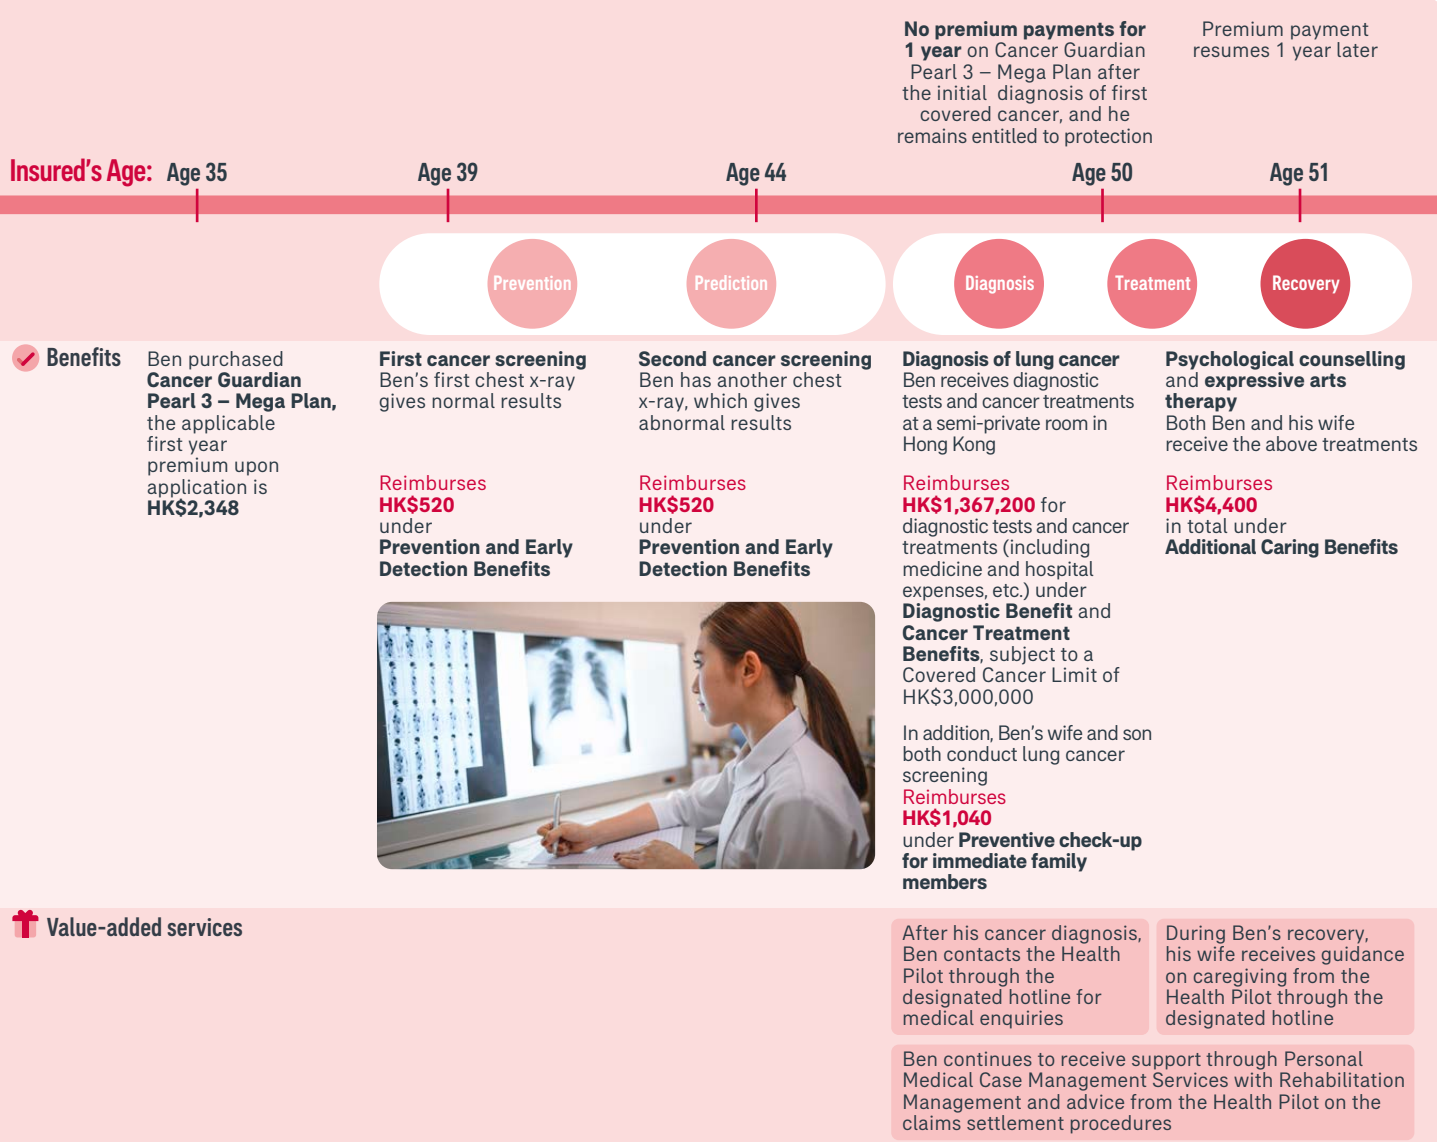 No premium payments for
1 year on Cancer Guardian
Pearl 3 – Mega Plan after
the initial diagnosis of first
covered cancer, and he
remains entitled to protection
Premium payment
resumes 1 year later
Insured's Age:
Age 35
Age 39
Age 44
Age 50
Age 51
Prevention
Prediction
Diagnosis
Treatment
Recovery
Benefits
Ben purchased
Cancer Guardian
Pearl 3 – Mega Plan,
the applicable
first year
premium upon
application is
HK$2,348
First cancer screening
Ben's first chest x-ray
gives normal results
Reimburses
HK$520
under
Prevention and Early
Detection Benefits
Second cancer screening
Ben has another chest
x-ray, which gives
abnormal results
Reimburses
HK$520
under
Prevention and Early
Detection Benefits
Diagnosis of lung cancer
Ben receives diagnostic
tests and cancer treatments
at a semi-private room in
Hong Kong
Reimburses
HK$1,367,200 for
diagnostic tests and cancer
treatments (including
medicine and hospital
expenses, etc.) under
Diagnostic Benefit and
Cancer Treatment
Benefits, subject to a
Covered Cancer Limit of
HK$3,000,000
In addition, Ben's wife and son
both conduct lung cancer
screening
Reimburses
HK$1,040
under Preventive check-up
for immediate family
members
Psychological counselling
and expressive arts
therapy
Both Ben and his wife
receive the above treatments
Reimburses
HK$4,400
in total under
Additional Caring Benefits
Value-added services
After his cancer diagnosis,
Ben contacts the Health
Pilot through the
designated hotline for
medical enquiries
During Ben's recovery,
his wife receives guidance
on caregiving from the
Health Pilot through the
designated hotline
Ben continues to receive support through Personal
Medical Case Management Services with Rehabilitation
Management and advice from the Health Pilot on the
claims settlement procedures